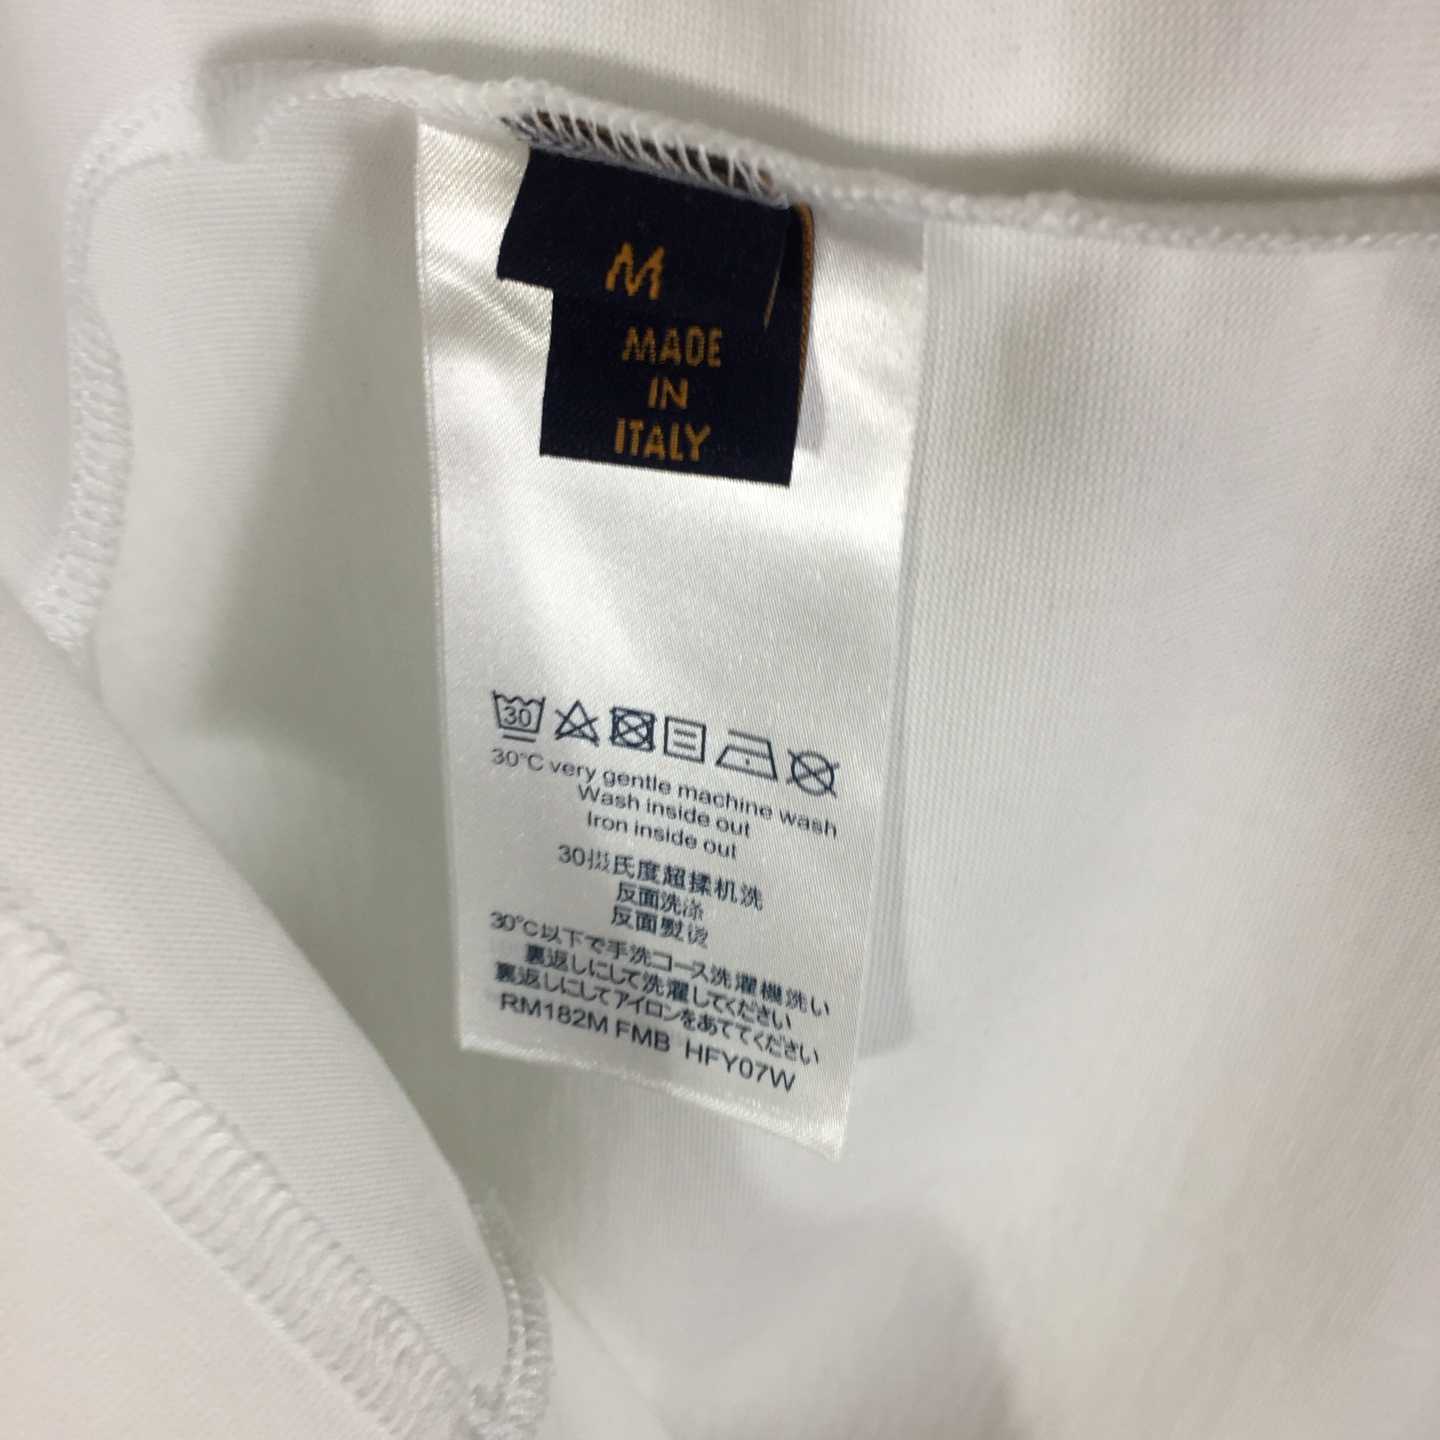 M
MADE
IN
ITALY
30
30°C very gentle machine wash
Wash inside out
Iron inside out
30摄氏度超揉机洗
反面洗涤
反面熨烫
30°C以下で手洗コース洗濯機洗い
裏返しにして洗濯してください
裏返しにしてアイロンをあててください
RM182M FMB HFY07W